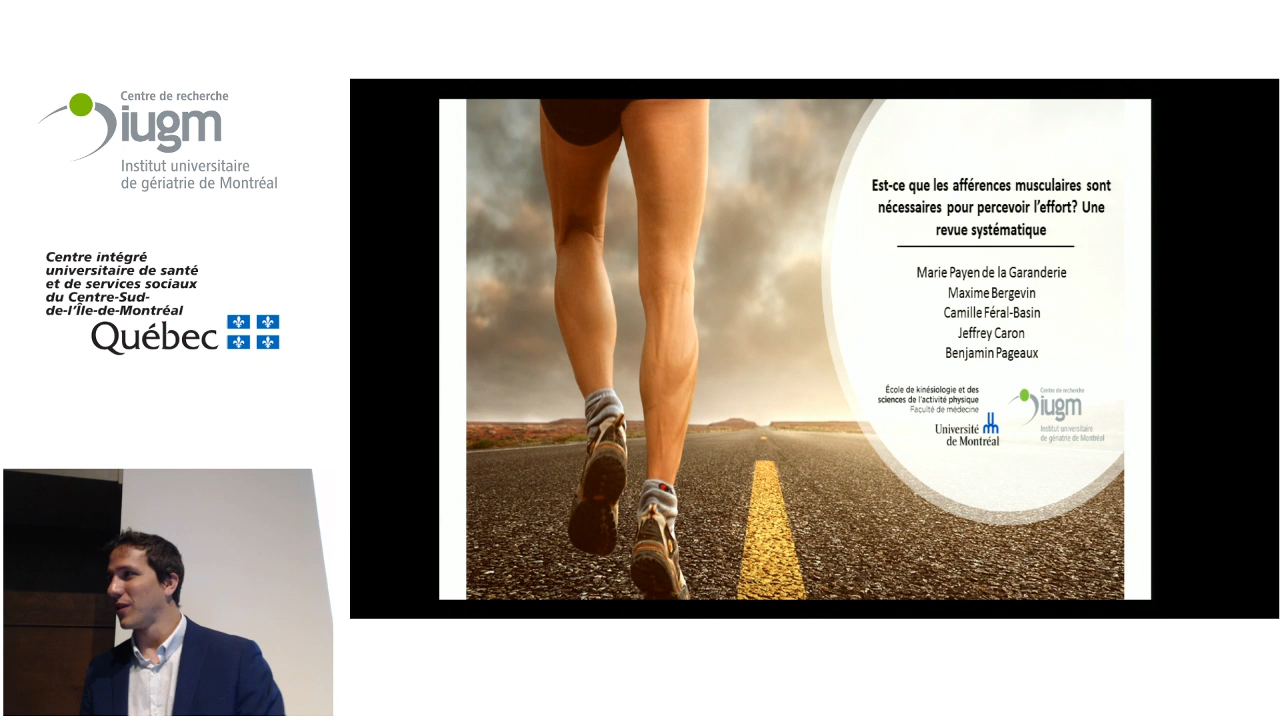 Centre de recherche
iugm
Institut universitaire
de gériatrie de Montréal
Centre intégré
universitaire de santé
et de services sociaux
du Centre-Sud-
de-l'Île-de-Montréal
Québec
Est-ce que les afférences musculaires sont
nécessaires pour percevoir l'effort? Une
revue systématique
Marie Payen de la Garanderie
Maxime Bergevin
Camille Féral-Basin
Jeffrey Caron
Benjamin Pageaux
École de kinésiologie et des
sciences de l'activité physique
Faculté de médecine
Université
de Montréal
Centre de recherche
iugm
Institut universitaire
de gériatrie de Montréal